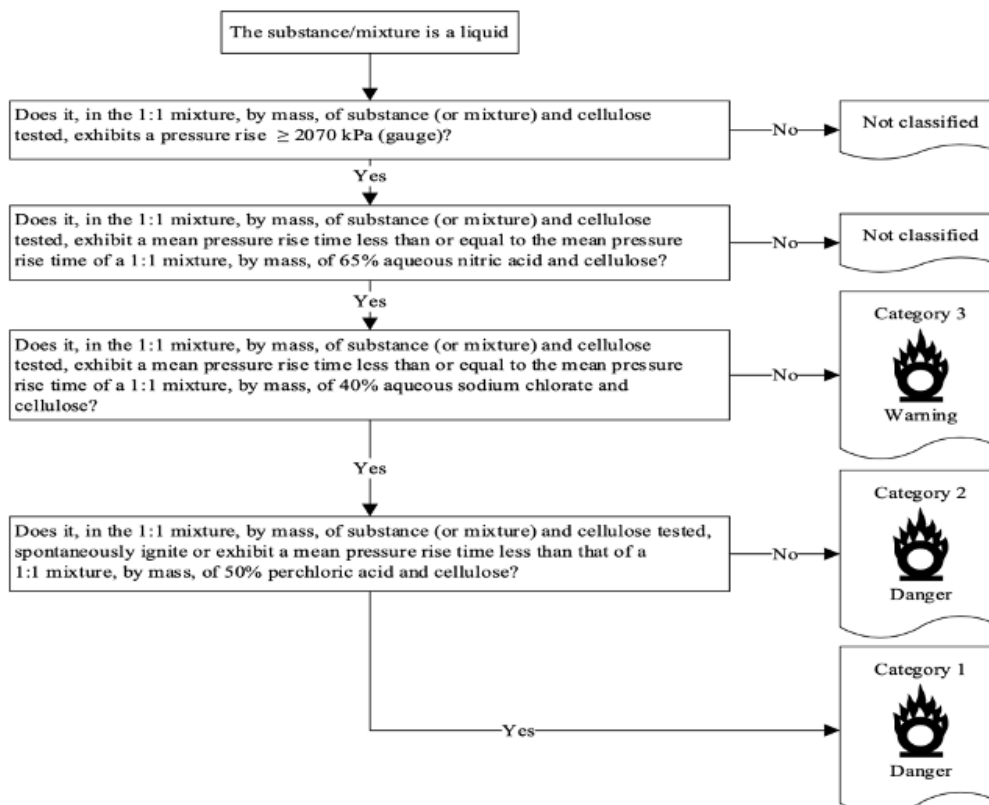 The substance/mixture is a liquid
Does it, in the 1:1 mixture, by mass, of substance (or mixture) and cellulose
tested, exhibits a pressure rise ≥ 2070 kPa (gauge)?
No
Not classified
Yes
Does it, in the 1:1 mixture, by mass, of substance (or mixture) and cellulose
tested, exhibit a mean pressure rise time less than or equal to the mean pressure
rise time of a 1:1 mixture, by mass, of 65% aqueous nitric acid and cellulose?
No
Not classified
Yes
Does it, in the 1:1 mixture, by mass, of substance (or mixture) and cellulose
tested, exhibit a mean pressure rise time less than or equal to the mean pressure
rise time of a 1:1 mixture, by mass, of 40% aqueous sodium chlorate and
cellulose?
No
Category 3
Warning
Yes
Does it, in the 1:1 mixture, by mass, of substance (or mixture) and cellulose tested,
spontaneously ignite or exhibit a mean pressure rise time less than that of a
1:1 mixture, by mass, of 50% perchloric acid and cellulose?
No
Category 2
Danger
Yes
Category 1
Danger